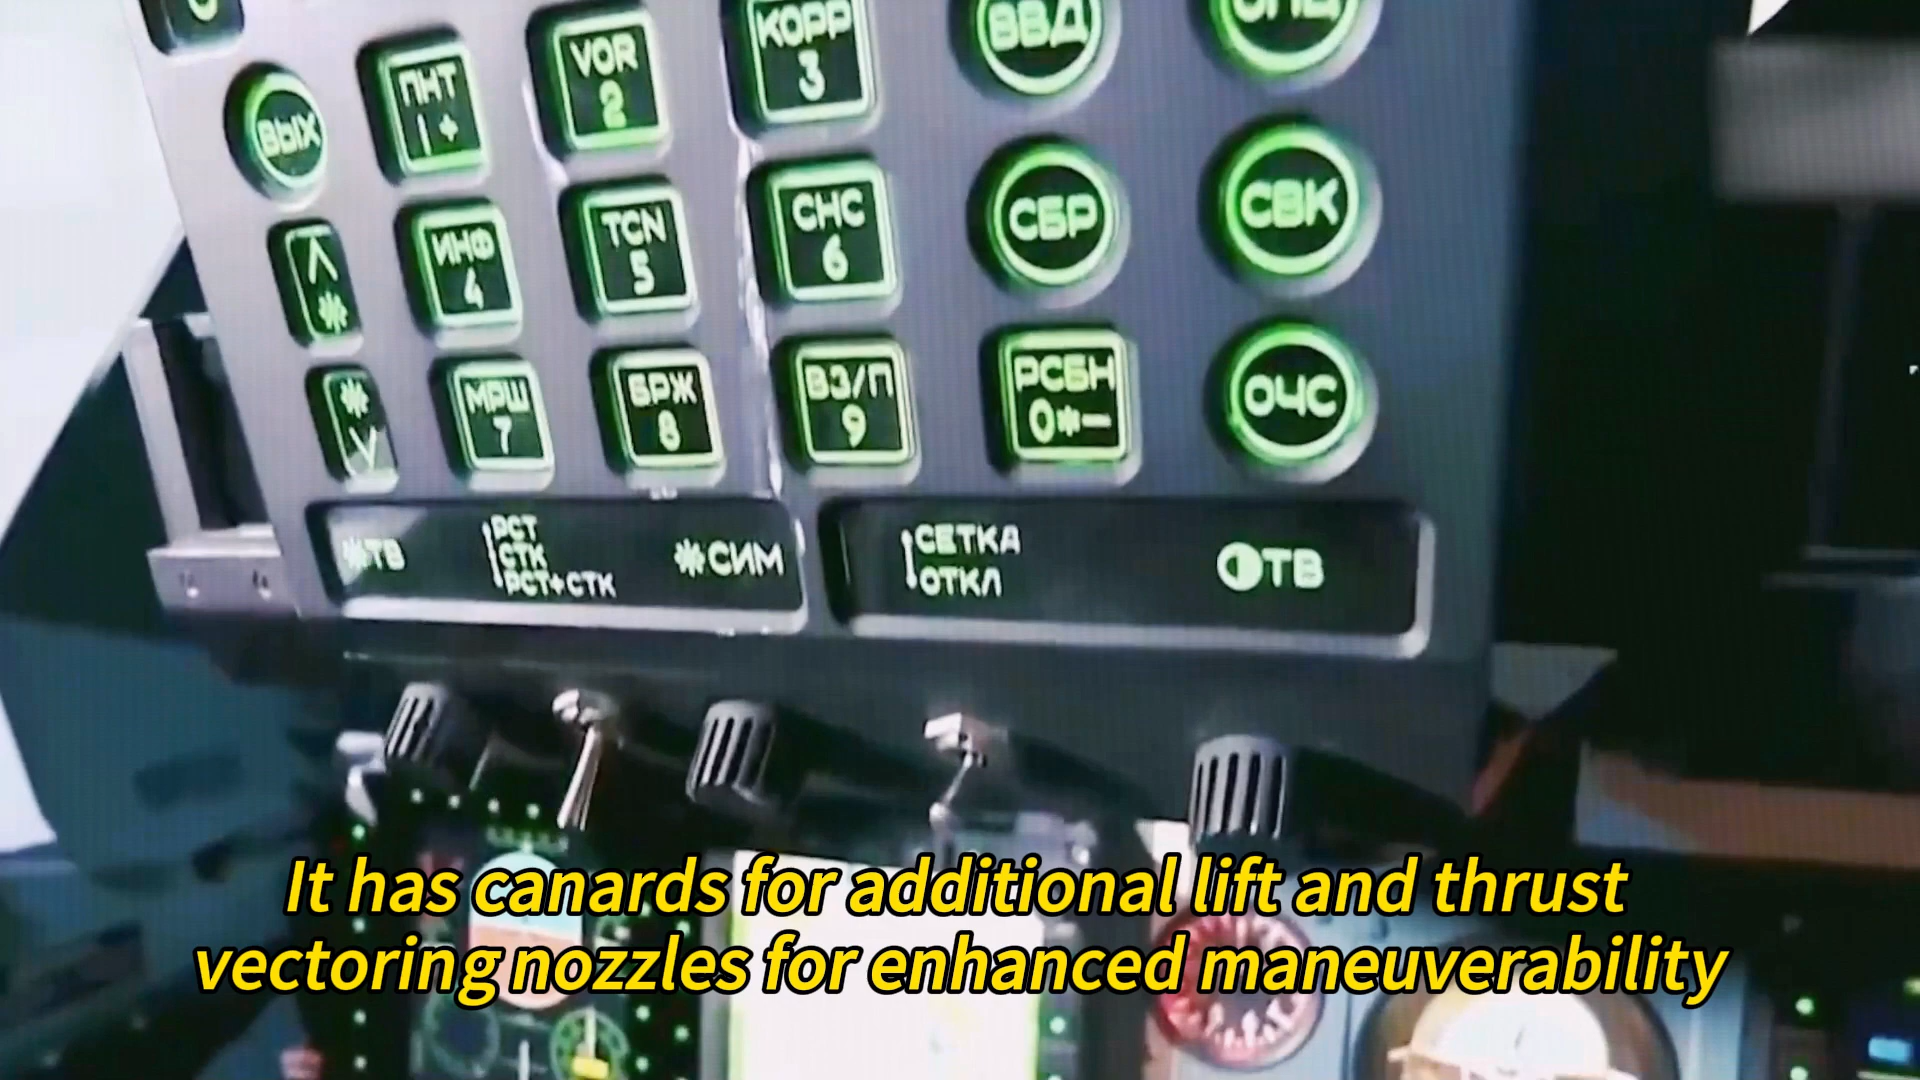 КОРР
3
ВВД
ВЫХ
ПНТ
1 +
VOR
2
ИНФ
4
TCN
5
СНС
6
СБР
СВК
МРШ
7
БРЖ
8
ВЗ/П
9
РСБН
0*−
ОЧС
ТВ
РСТ
СТК
РСТ+СТК
СИМ
СЕТКА
ОТКЛ
ТВ
It has canards for additional lift and thrust
vectoring nozzles for enhanced maneuverability